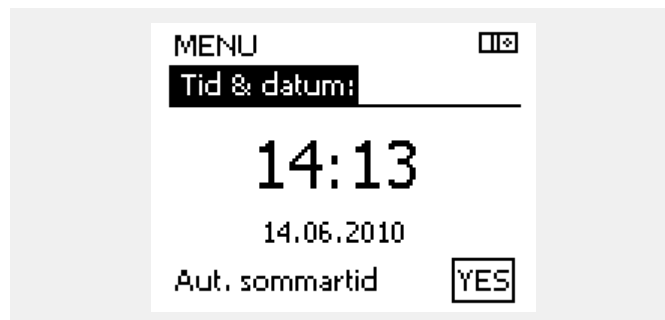 MENU
Tid & datum:
14:13
14.06.2010
Aut. sommartid YES